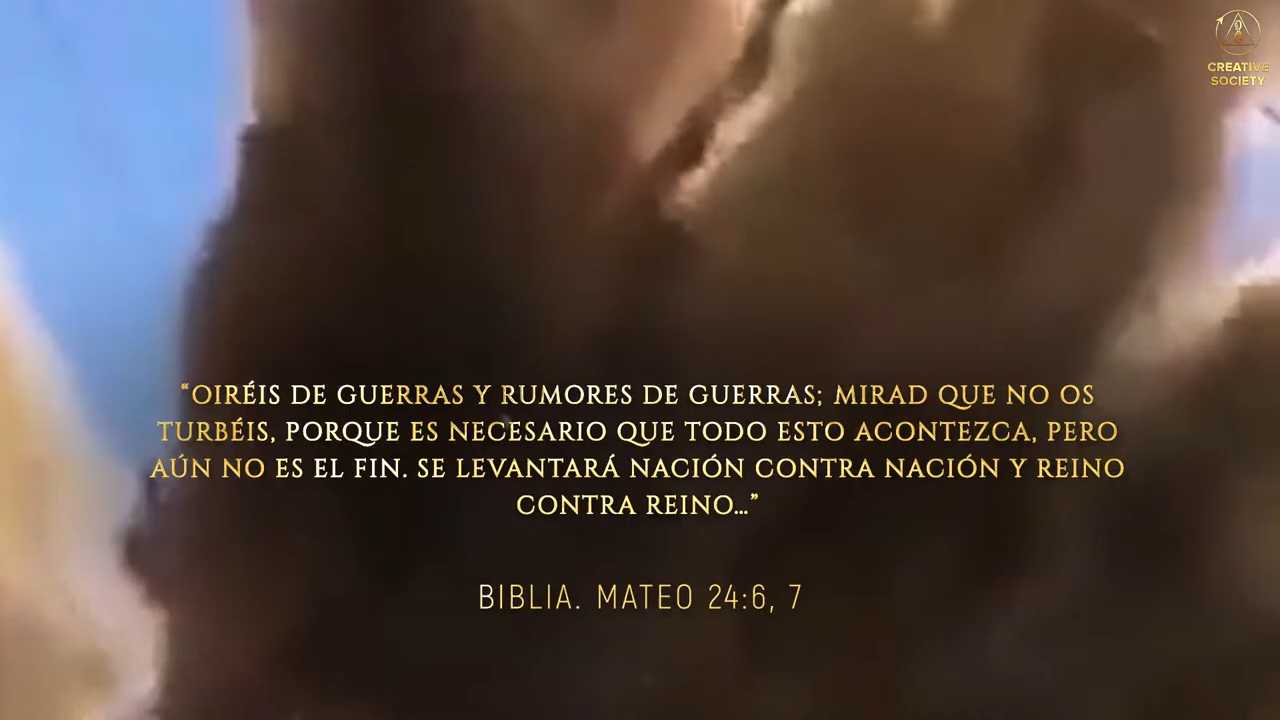 CREATIVE
SOCIETY
“OIRÉIS DE GUERRAS Y RUMORES DE GUERRAS; MIRAD QUE NO OS
TURBÉIS, PORQUE ES NECESARIO QUE TODO ESTO ACONTEZCA, PERO
AÚN NO ES EL FIN. SE LEVANTARÁ NACIÓN CONTRA NACIÓN Y REINO
CONTRA REINO…”
BIBLIA. MATEO 24:6, 7